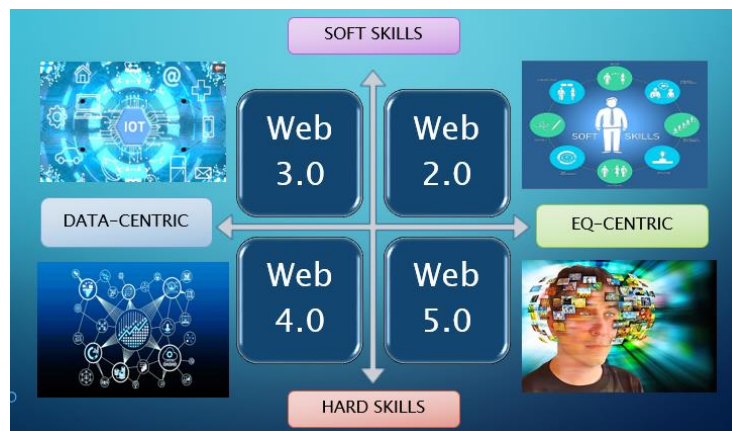 SOFT SKILLS
IOT
Web
3.0
Web
2.0
SOFT SKILLS
DATA-CENTRIC
EQ-CENTRIC
Web
4.0
Web
5.0
HARD SKILLS